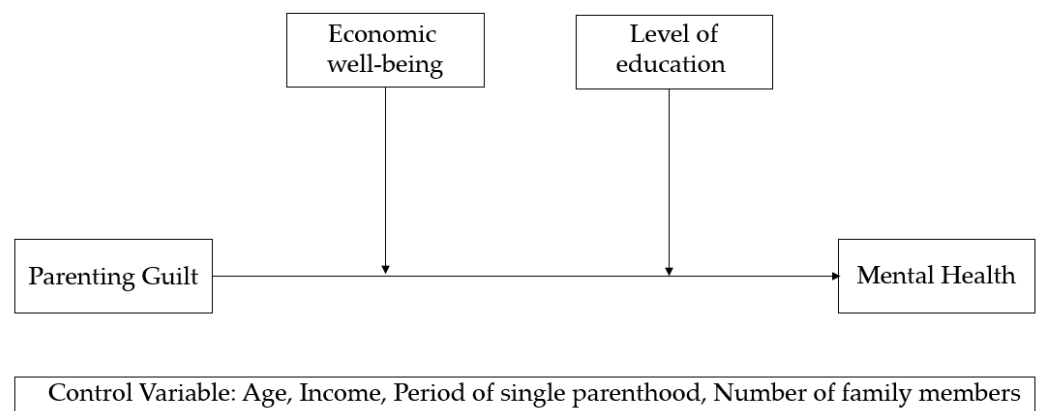 Economic
well-being
Level of
education
Parenting Guilt
Mental Health
Control Variable: Age, Income, Period of single parenthood, Number of family members